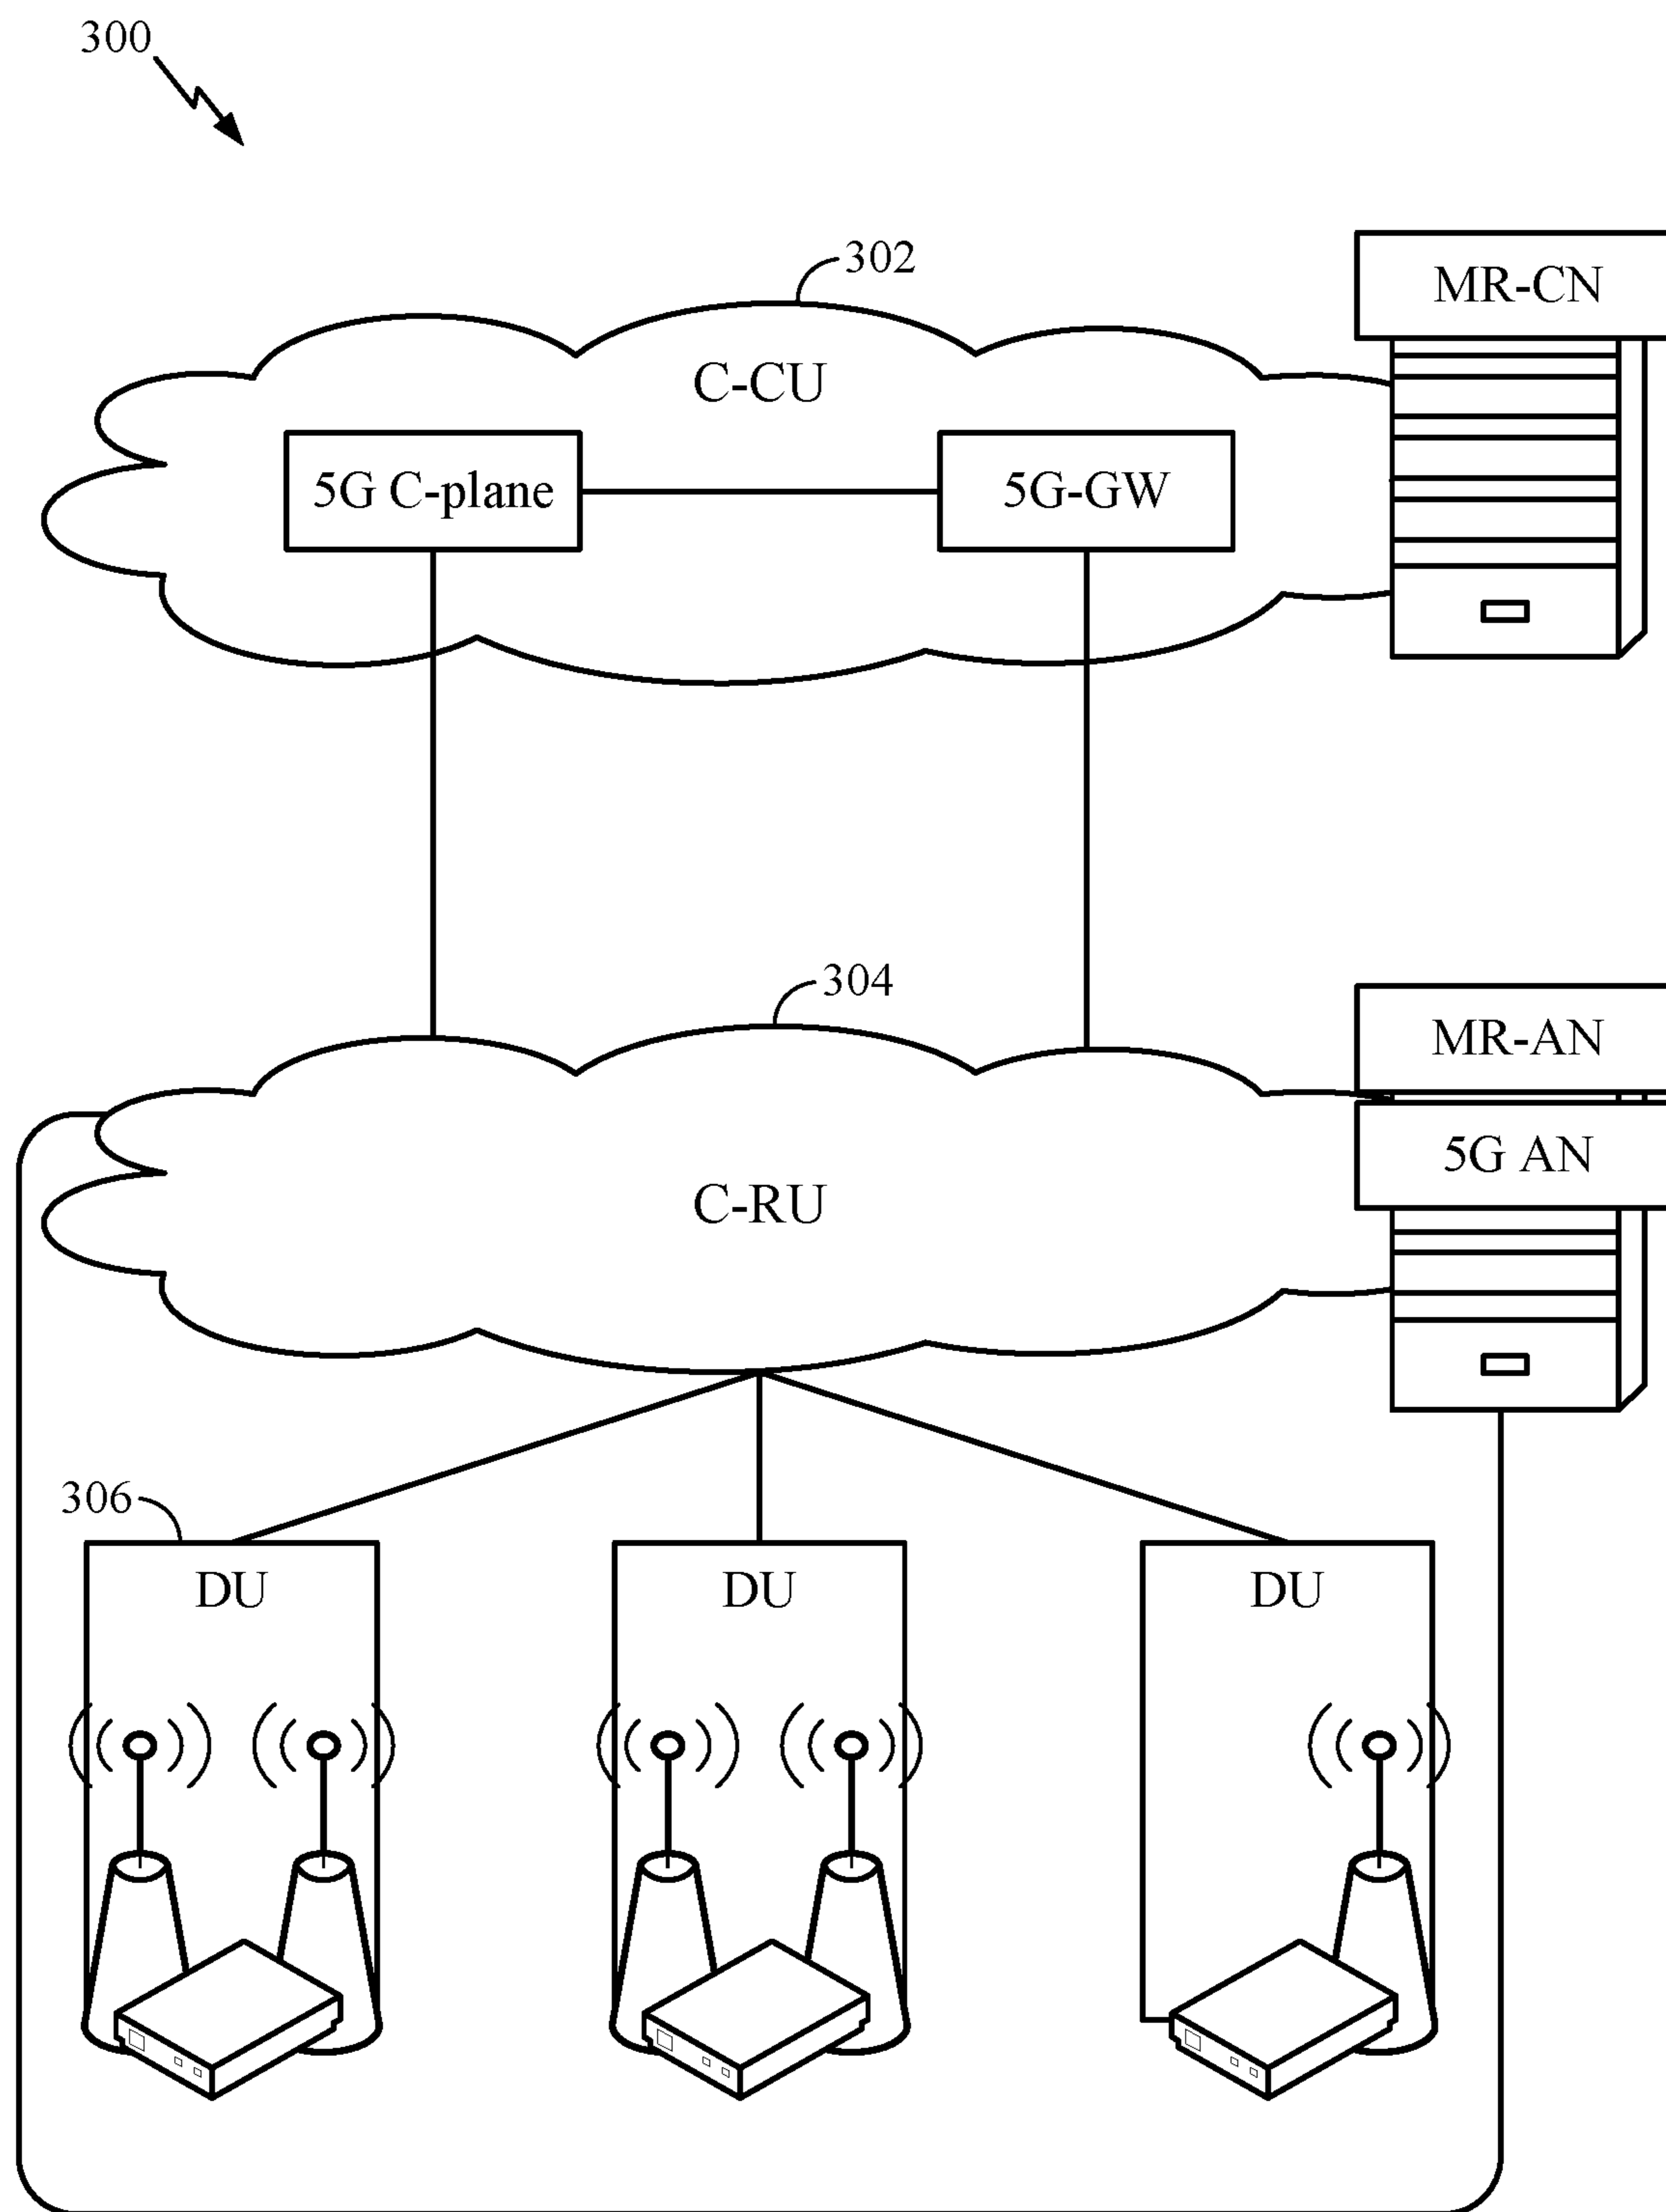 300
302
MR-CN
C-CU
5G C-plane
5G-GW
304
MR-AN
5G AN
C-RU
306
DU
DU
DU